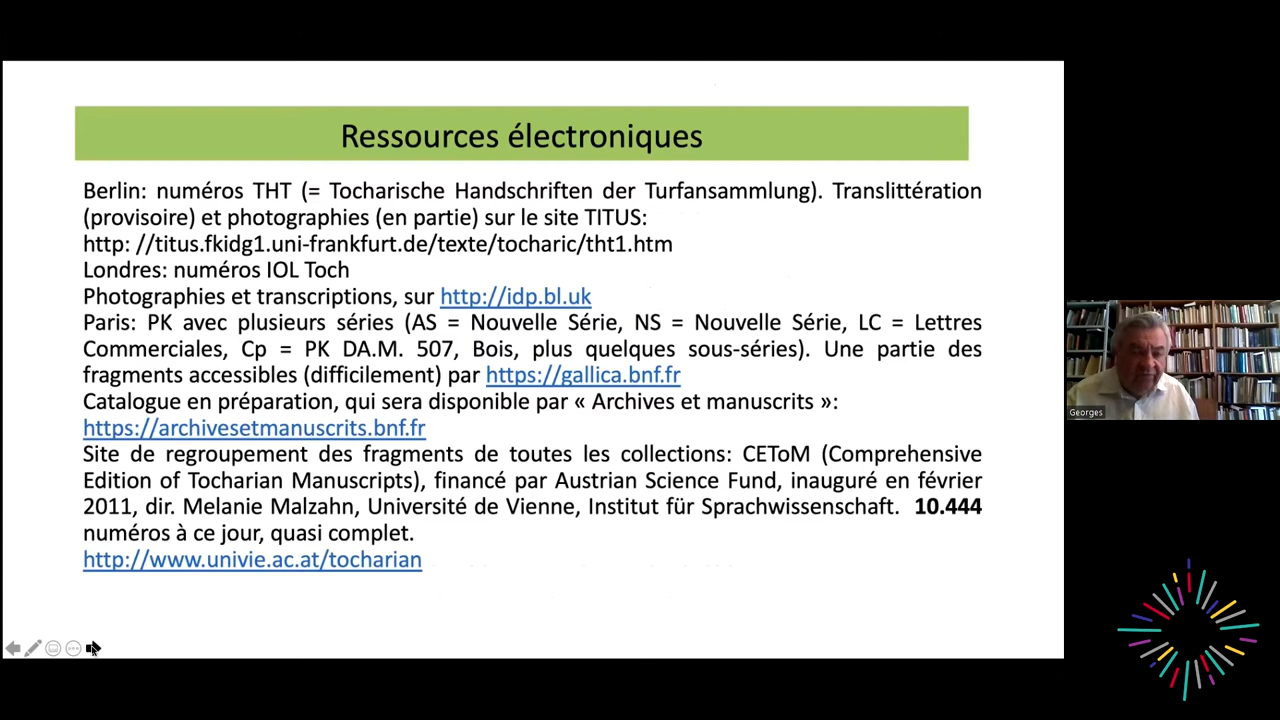 Ressources électroniques
Berlin: numéros THT (= Tocharische Handschriften der Turfansammlung). Translittération
(provisoire) et photographies (en partie) sur le site TITUS:
http: //titus.fkidg1.uni-frankfurt.de/texte/tocharic/tht1.htm
Londres: numéros IOL Toch
Photographies et transcriptions, sur http://idp.bl.uk
Paris: PK avec plusieurs séries (AS = Nouvelle Série, NS = Nouvelle Série, LC = Lettres
Commerciales, Cp = PK DA.M. 507, Bois, plus quelques sous-séries). Une partie des
fragments accessibles (difficilement) par https://gallica.bnf.fr
Catalogue en préparation, qui sera disponible par « Archives et manuscrits »:
https://archivesetmanuscrits.bnf.fr
Site de regroupement des fragments de toutes les collections: CEToM (Comprehensive
Edition of Tocharian Manuscripts), financé par Austrian Science Fund, inauguré en février
2011, dir. Melanie Malzahn, Université de Vienne, Institut für Sprachwissenschaft. 10.444
numéros à ce jour, quasi complet.
http://www.univie.ac.at/tocharian
Georges